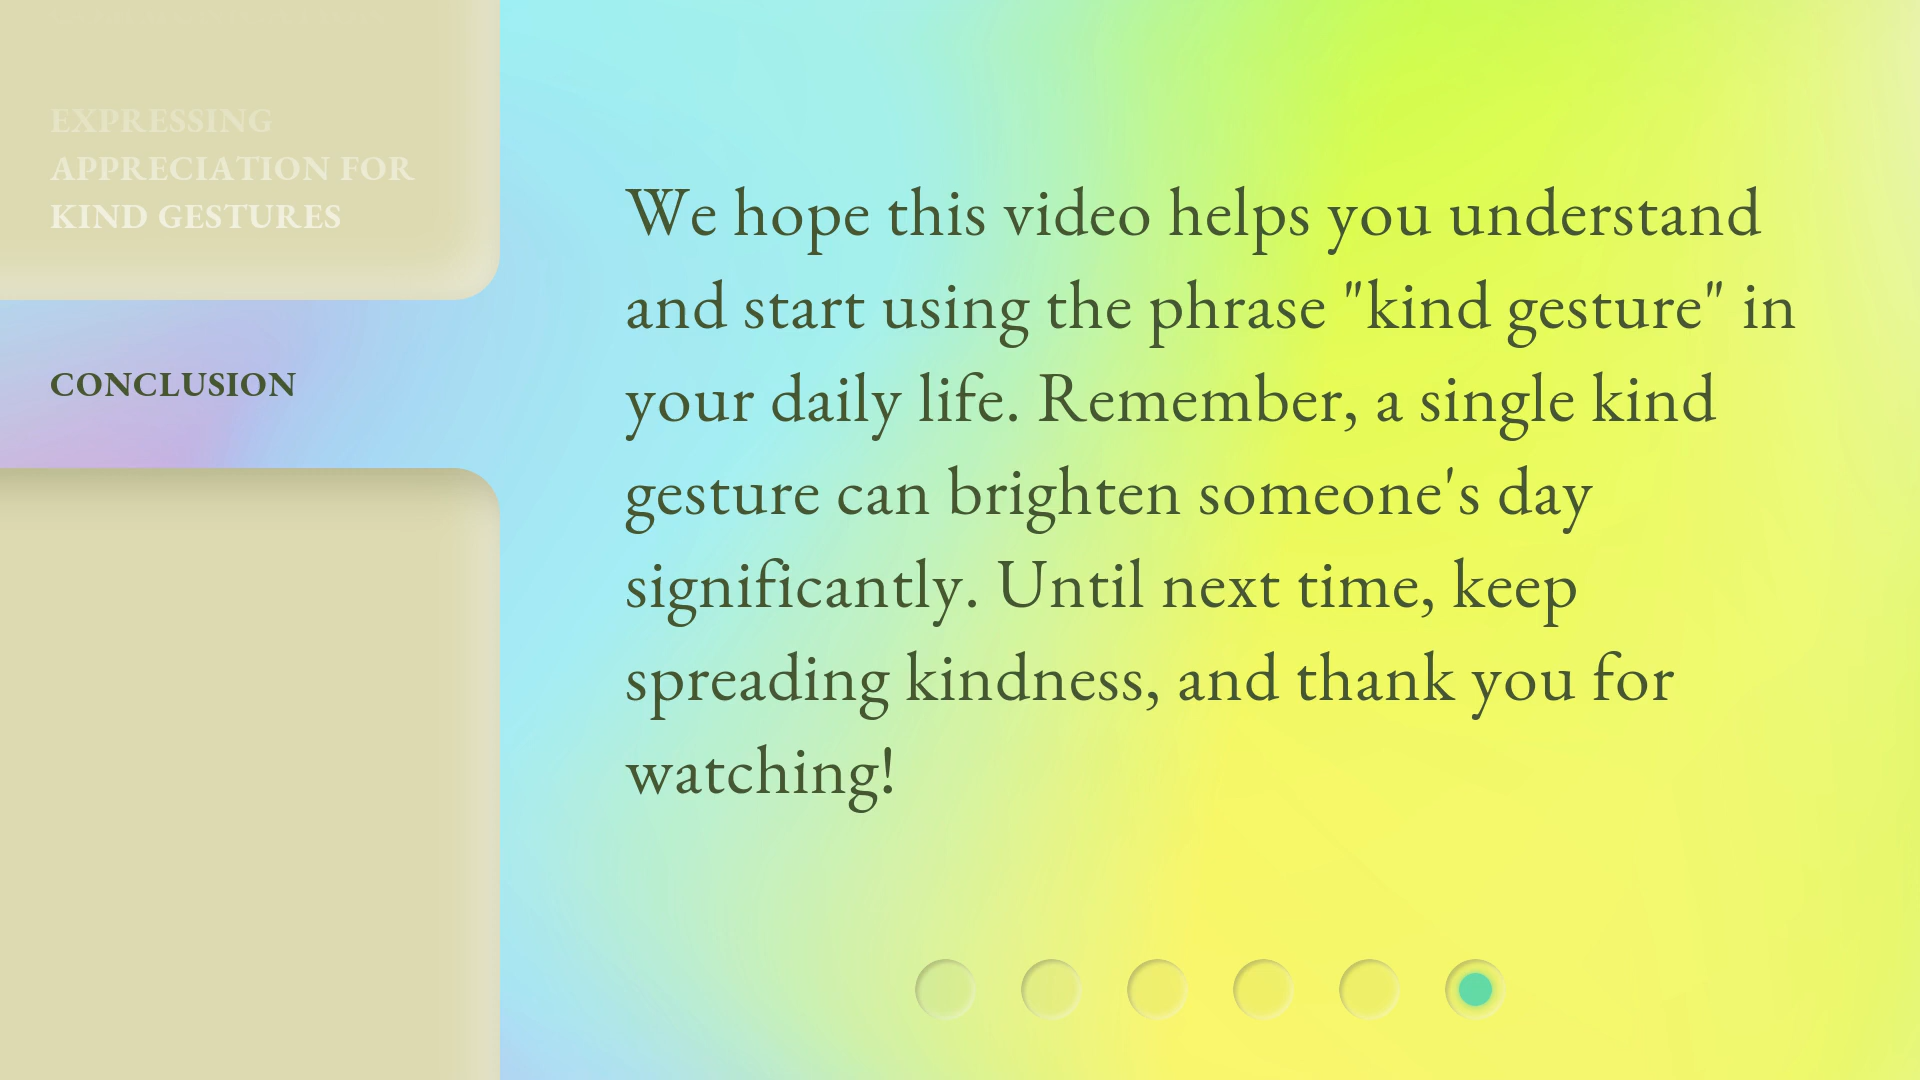 EXPRESSING
APPRECIATION FOR
KIND GESTURES
CONCLUSION
We hope this video helps you understand
and start using the phrase "kind gesture" in
your daily life. Remember, a single kind
gesture can brighten someone's day
significantly. Until next time, keep
spreading kindness, and thank you for
watching!